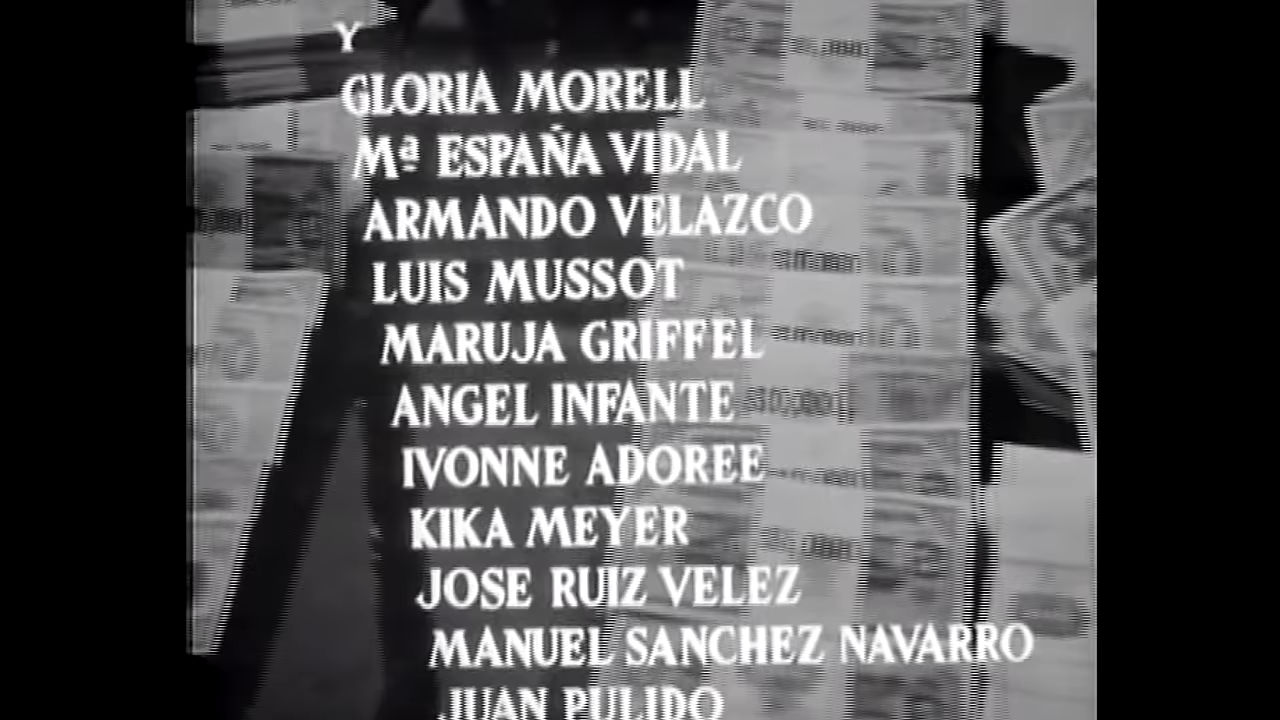 Y
GLORIA MORELL
Mª ESPAÑA VIDAL
ARMANDO VELAZCO
LUIS MUSSOT
MARUJA GRIFFEL
ANGEL INFANTE
IVONNE ADOREE
KIKA MEYER
JOSE RUIZ VELEZ
MANUEL SANCHEZ NAVARRO
JUAN PULIDO